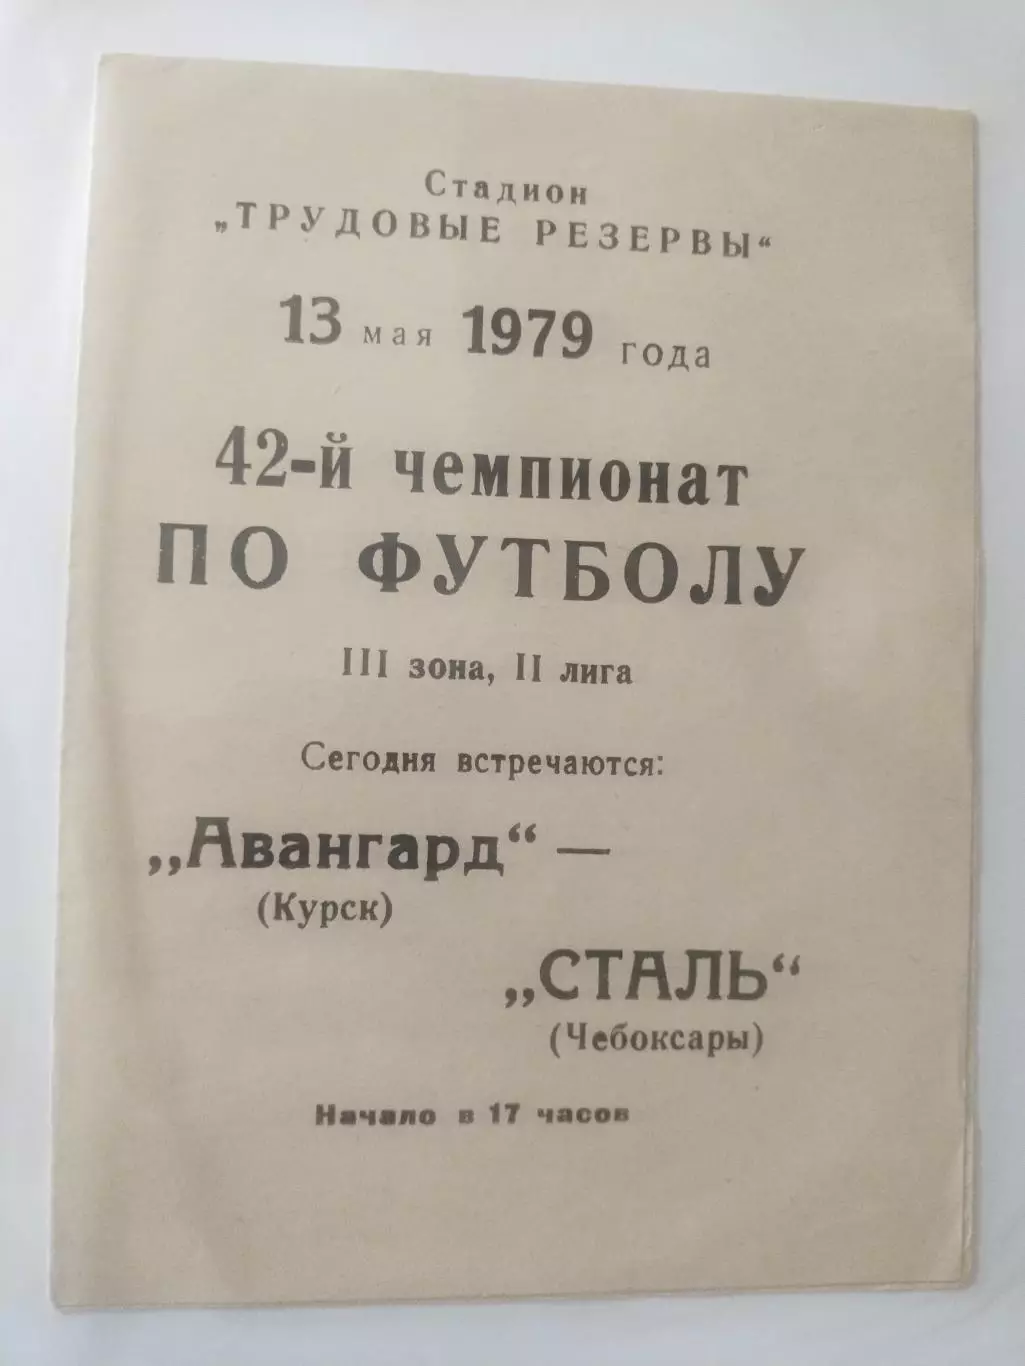 Стадион
„ТРУДОВЫЕ РЕЗЕРВЫ“
13 мая 1979 года
42-й чемпионат
ПО ФУТБОЛУ
III зона, II лига
Сегодня встречаются:
„Авангард“ —
(Курск)
„СТАЛЬ“
(Чебоксары)
Начало в 17 часов